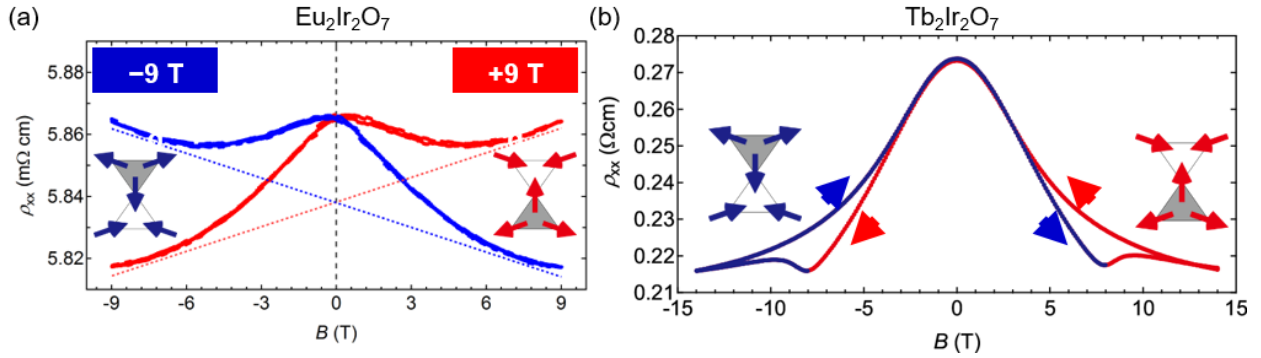 (a) Eu₂Ir₂O₇
−9 T
+9 T
5.88
5.86
5.84
5.82
ρxx (mΩ cm)
-9 -6 -3 0 3 6 9
B (T)
(b) Tb₂Ir₂O₇
0.28
0.27
0.26
0.25
0.24
0.23
0.22
0.21
ρxx (Ωcm)
-15 -10 -5 0 5 10 15
B (T)